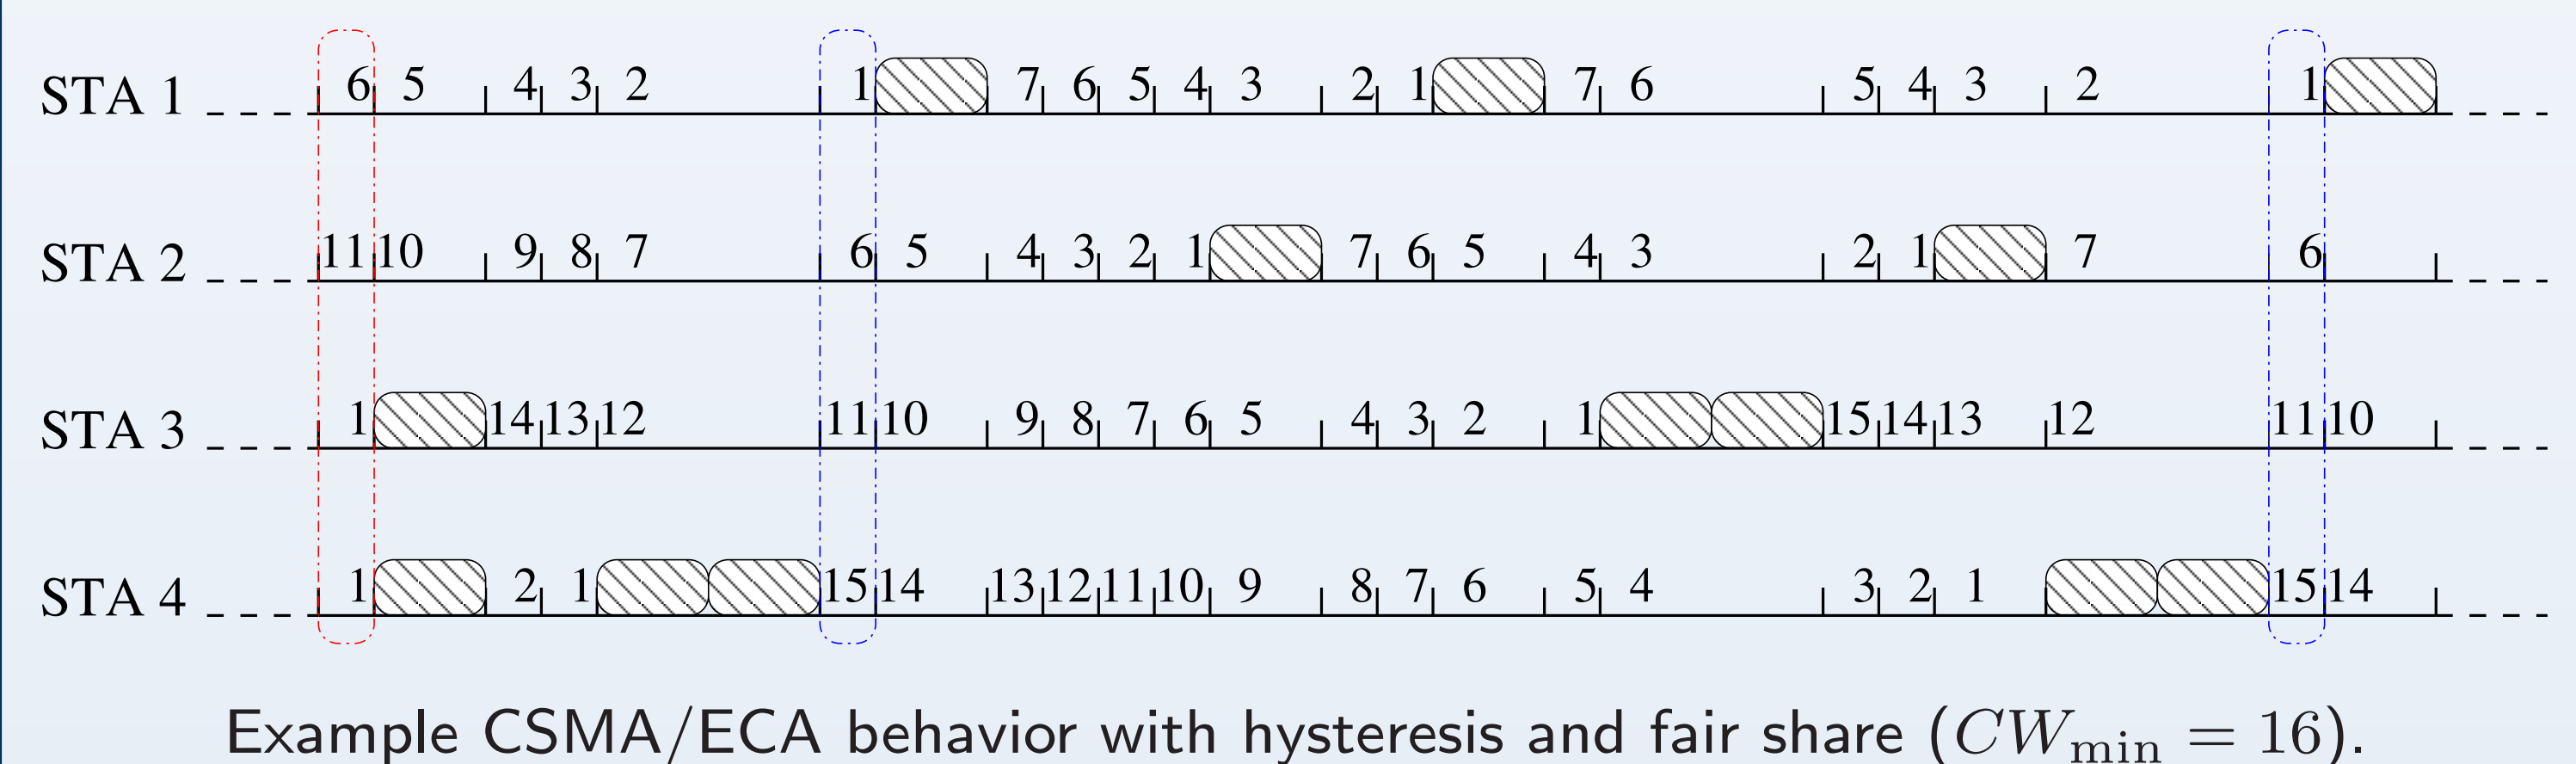 STA 1 6 5 4 3 2 1 7 6 5 4 3 2 1 7 6 5 4 3 2 1
STA 2 11 10 9 8 7 6 5 4 3 2 1 7 6 5 4 3 2 1 7 6
STA 3 1 14 13 12 11 10 9 8 7 6 5 4 3 2 1 15 14 13 12 11 10
STA 4 1 2 1 15 14 13 12 11 10 9 8 7 6 5 4 3 2 1 15 14
Example CSMA/ECA behavior with hysteresis and fair share (CW_min = 16).